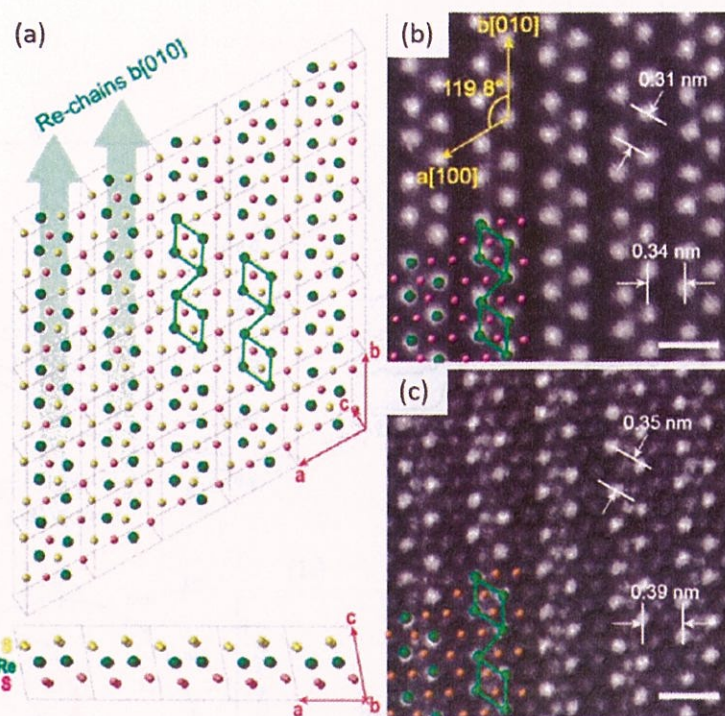 (a)
Re-chains b[010]
b
c
a
S
Re
S
c
a
b
(b)
b[010]
119.8°
a[100]
0.31 nm
0.34 nm
(c)
0.35 nm
0.39 nm